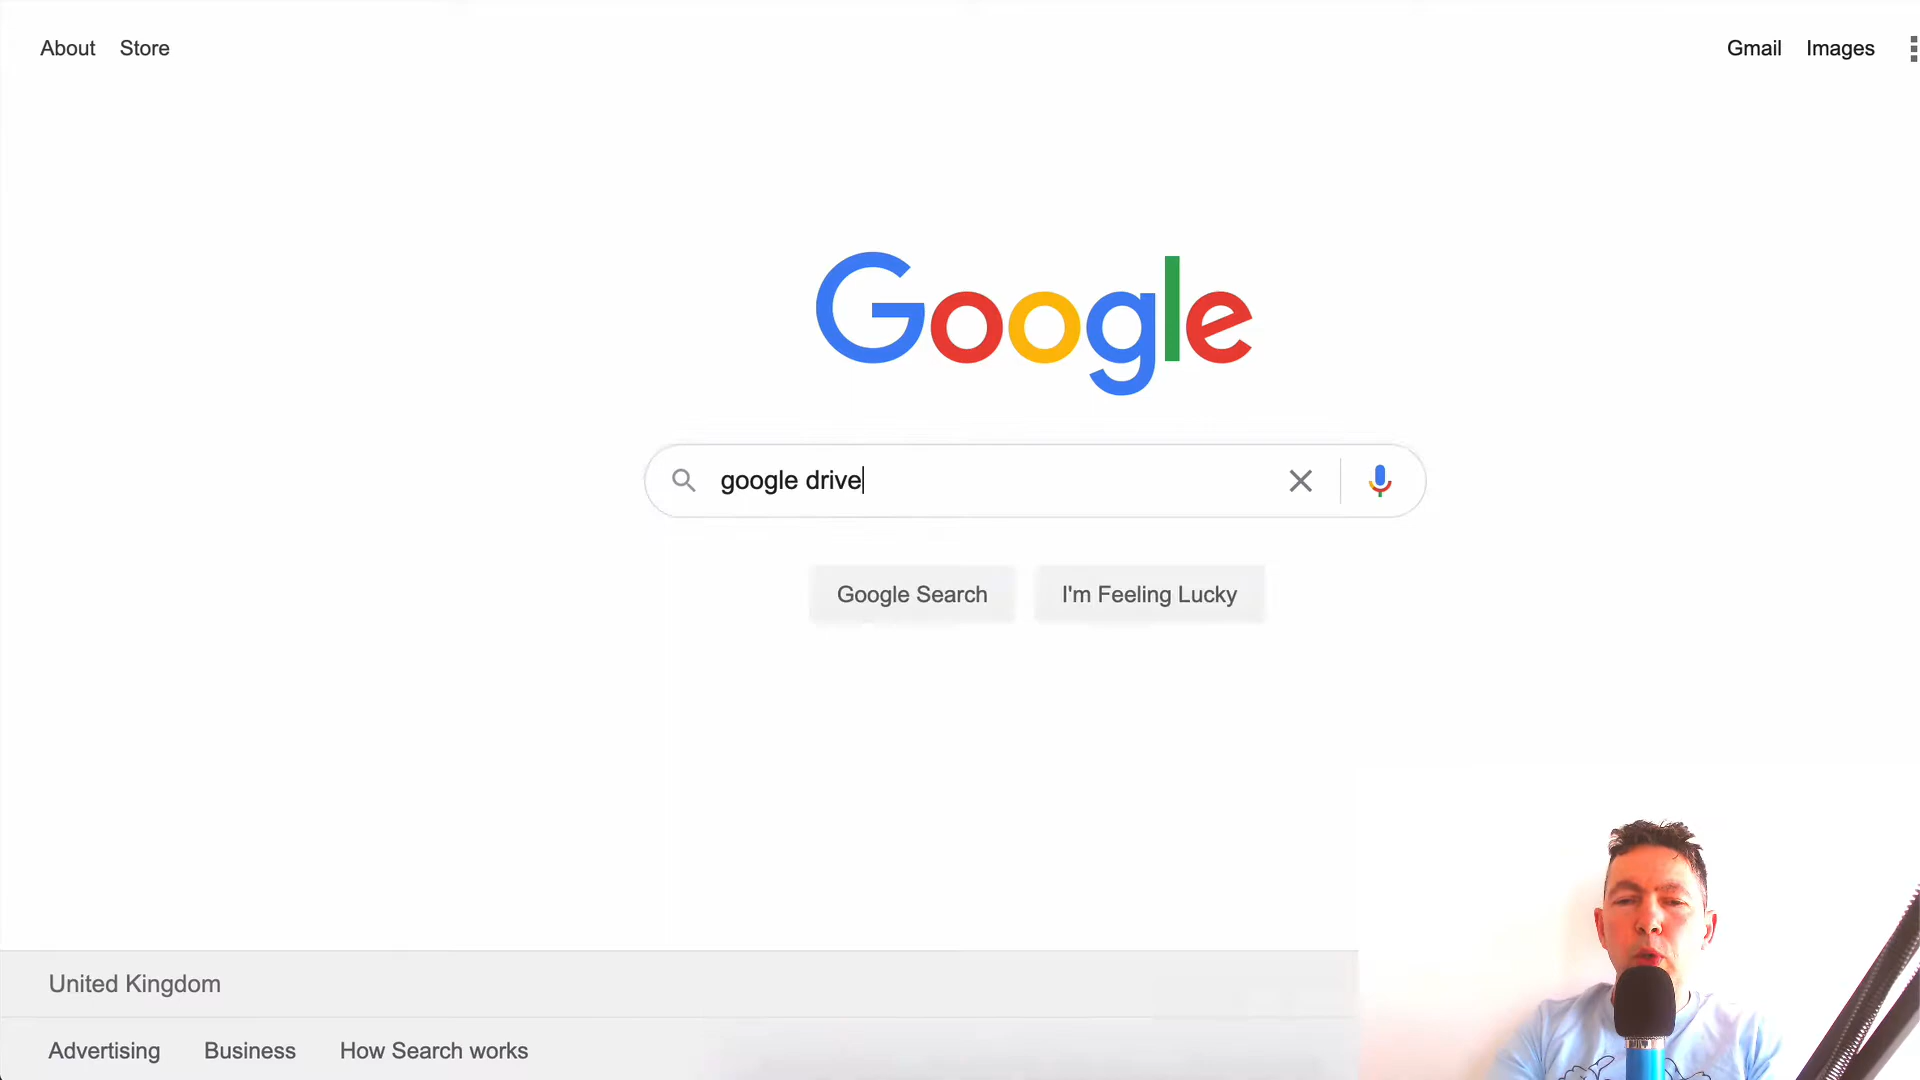 About Store
Gmail Images
Google
google drive
Google Search I'm Feeling Lucky
United Kingdom
Advertising Business How Search works